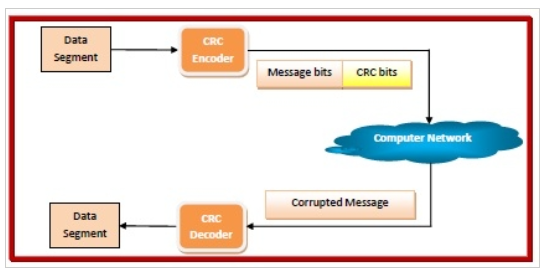 Data
Segment
CRC
Encoder
Message bits
CRC bits
Computer Network
Corrupted Message
Data
Segment
CRC
Decoder